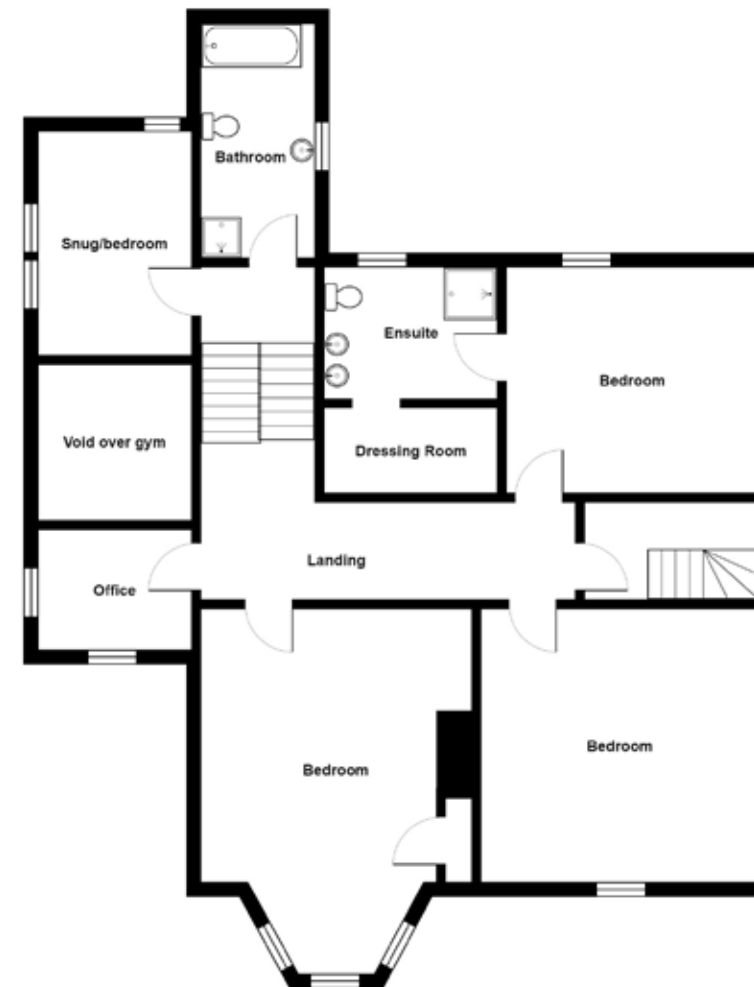 Bathroom
Snug/bedroom
Ensuite
Bedroom
Void over gym
Dressing Room
Landing
Office
Bedroom
Bedroom